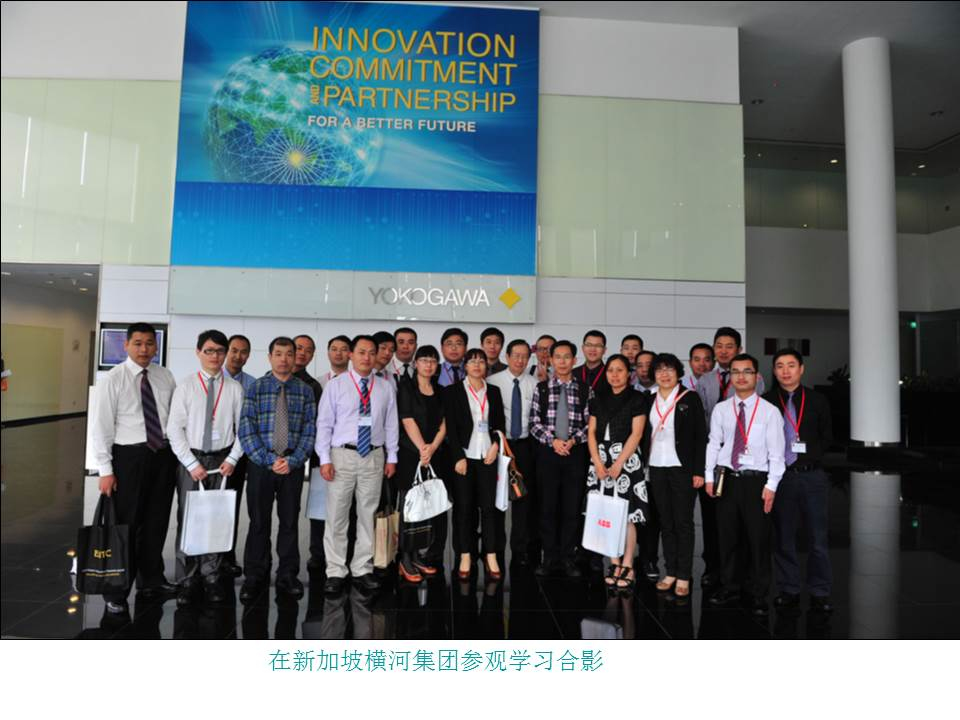 INNOVATION
COMMITMENT
AND PARTNERSHIP
FOR A BETTER FUTURE
YOKOGAWA
ABB
在新加坡横河集团参观学习合影